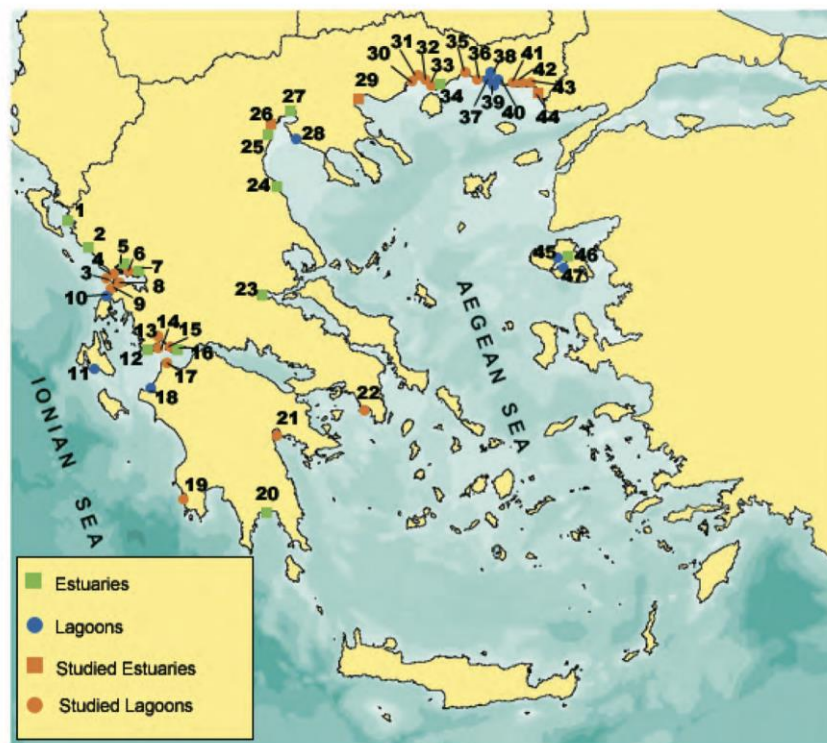 31 32 35 36 38 41 42
30 33
29 34 43
27 39 40 44
26 37
28
25
24
1
2
5 6 7
4
3 8
9
10
45 46
47
23
AEGEAN SEA
13 14 15
12 16
17
11
18
22
21
IONIAN SEA
19 20
Estuaries
Lagoons
Studied Estuaries
Studied Lagoons